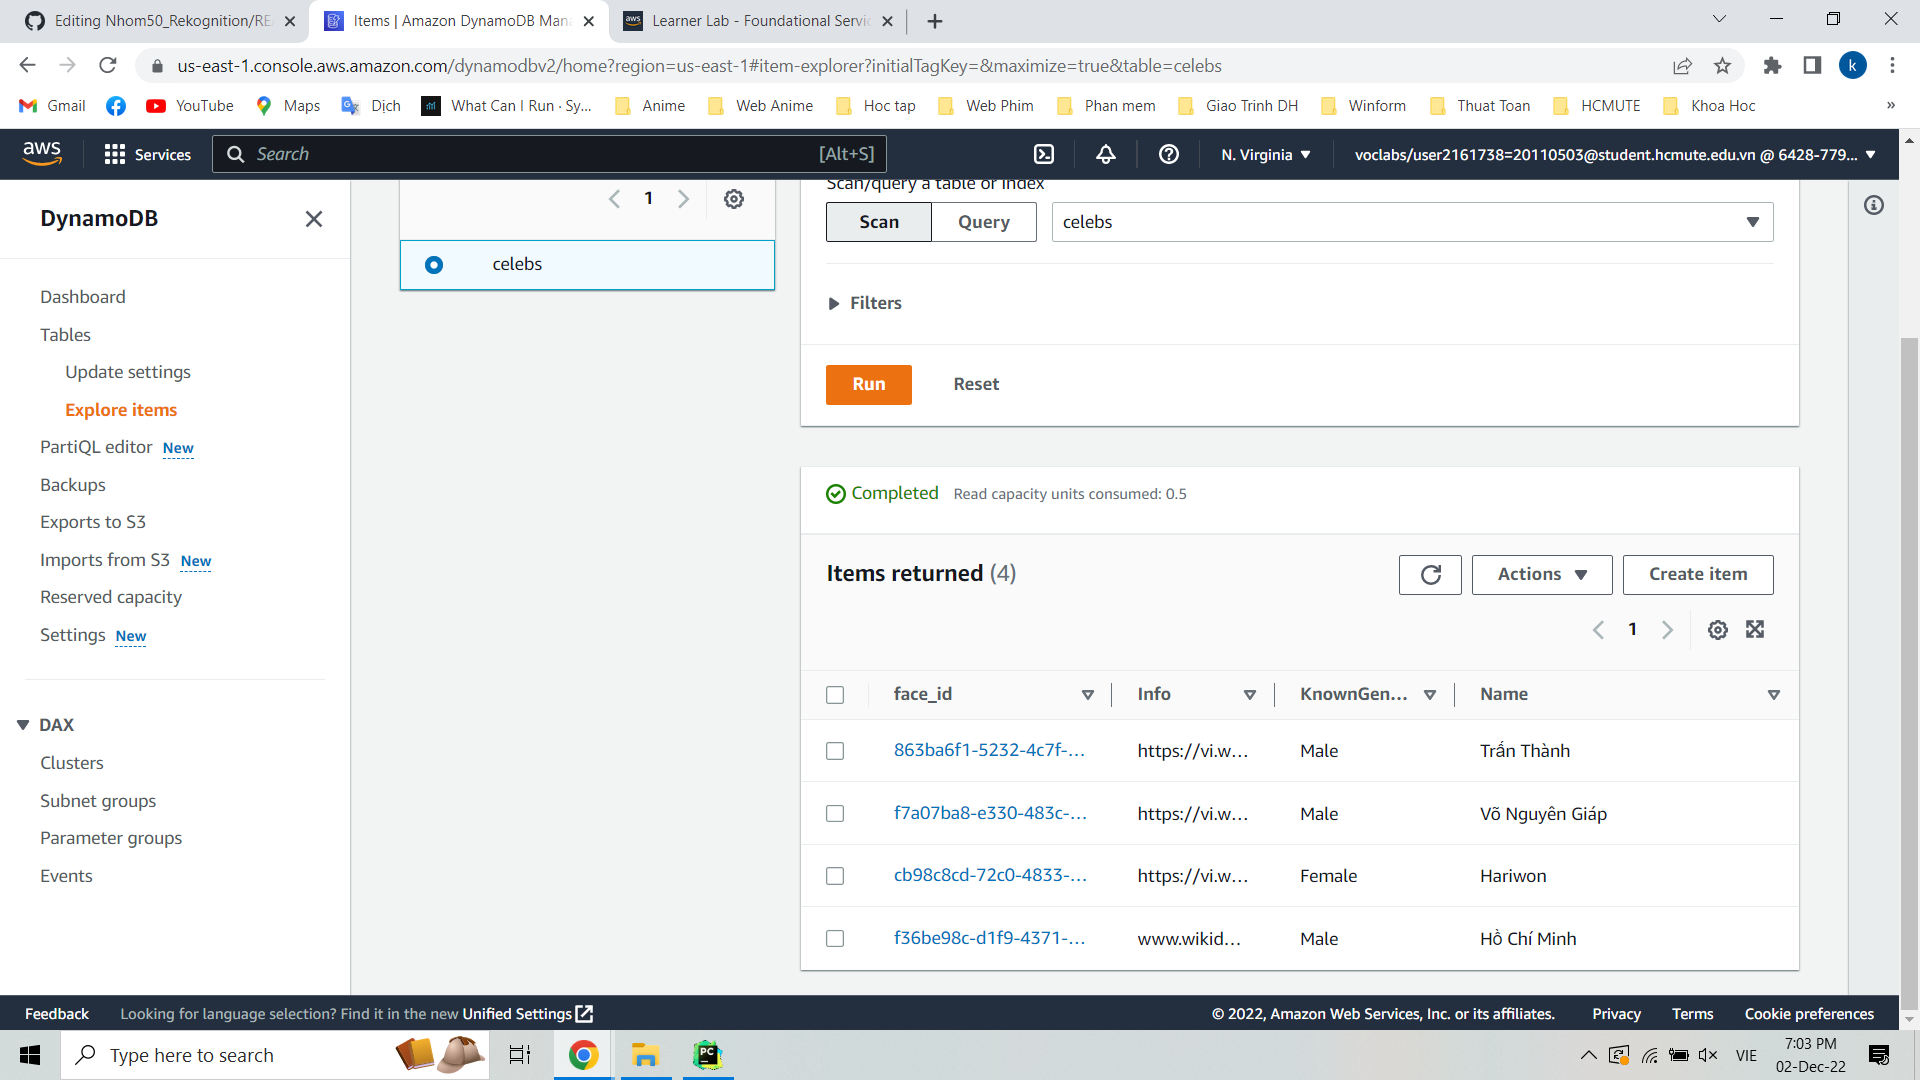 Editing Nhom50_Rekognition/RE
Items | Amazon DynamoDB Man
aws
Learner Lab - Foundational Servic
us-east-1.console.aws.amazon.com/dynamodbv2/home?region=us-east-1#item-explorer?initialTagKey=&maximize=true&table=celebs
k
Gmail
YouTube
Maps
Dịch
What Can I Run · Sy...
Anime
Web Anime
Hoc tap
Web Phim
Phan mem
Giao Trinh DH
Winform
Thuat Toan
HCMUTE
Khoa Hoc
»
aws
Services
Search
[Alt+S]
N. Virginia
voclabs/user2161738=20110503@student.hcmute.edu.vn @ 6428-779...
DynamoDB
Dashboard
Tables
Update settings
Explore items
PartiQL editor New
Backups
Exports to S3
Imports from S3 New
Reserved capacity
Settings New
DAX
Clusters
Subnet groups
Parameter groups
Events
1
celebs
Scan/query a table or index
Scan
Query
celebs
Filters
Run
Reset
Completed
Read capacity units consumed: 0.5
Items returned (4)
Actions
Create item
1
face_id
Info
KnownGen...
Name
863ba6f1-5232-4c7f-...
https://vi.w...
Male
Trấn Thành
f7a07ba8-e330-483c-...
https://vi.w...
Male
Võ Nguyên Giáp
cb98c8cd-72c0-4833-...
https://vi.w...
Female
Hariwon
f36be98c-d1f9-4371-...
www.wikid...
Male
Hồ Chí Minh
Feedback
Looking for language selection? Find it in the new Unified Settings
© 2022, Amazon Web Services, Inc. or its affiliates.
Privacy
Terms
Cookie preferences
Type here to search
PC
VIE
7:03 PM
02-Dec-22